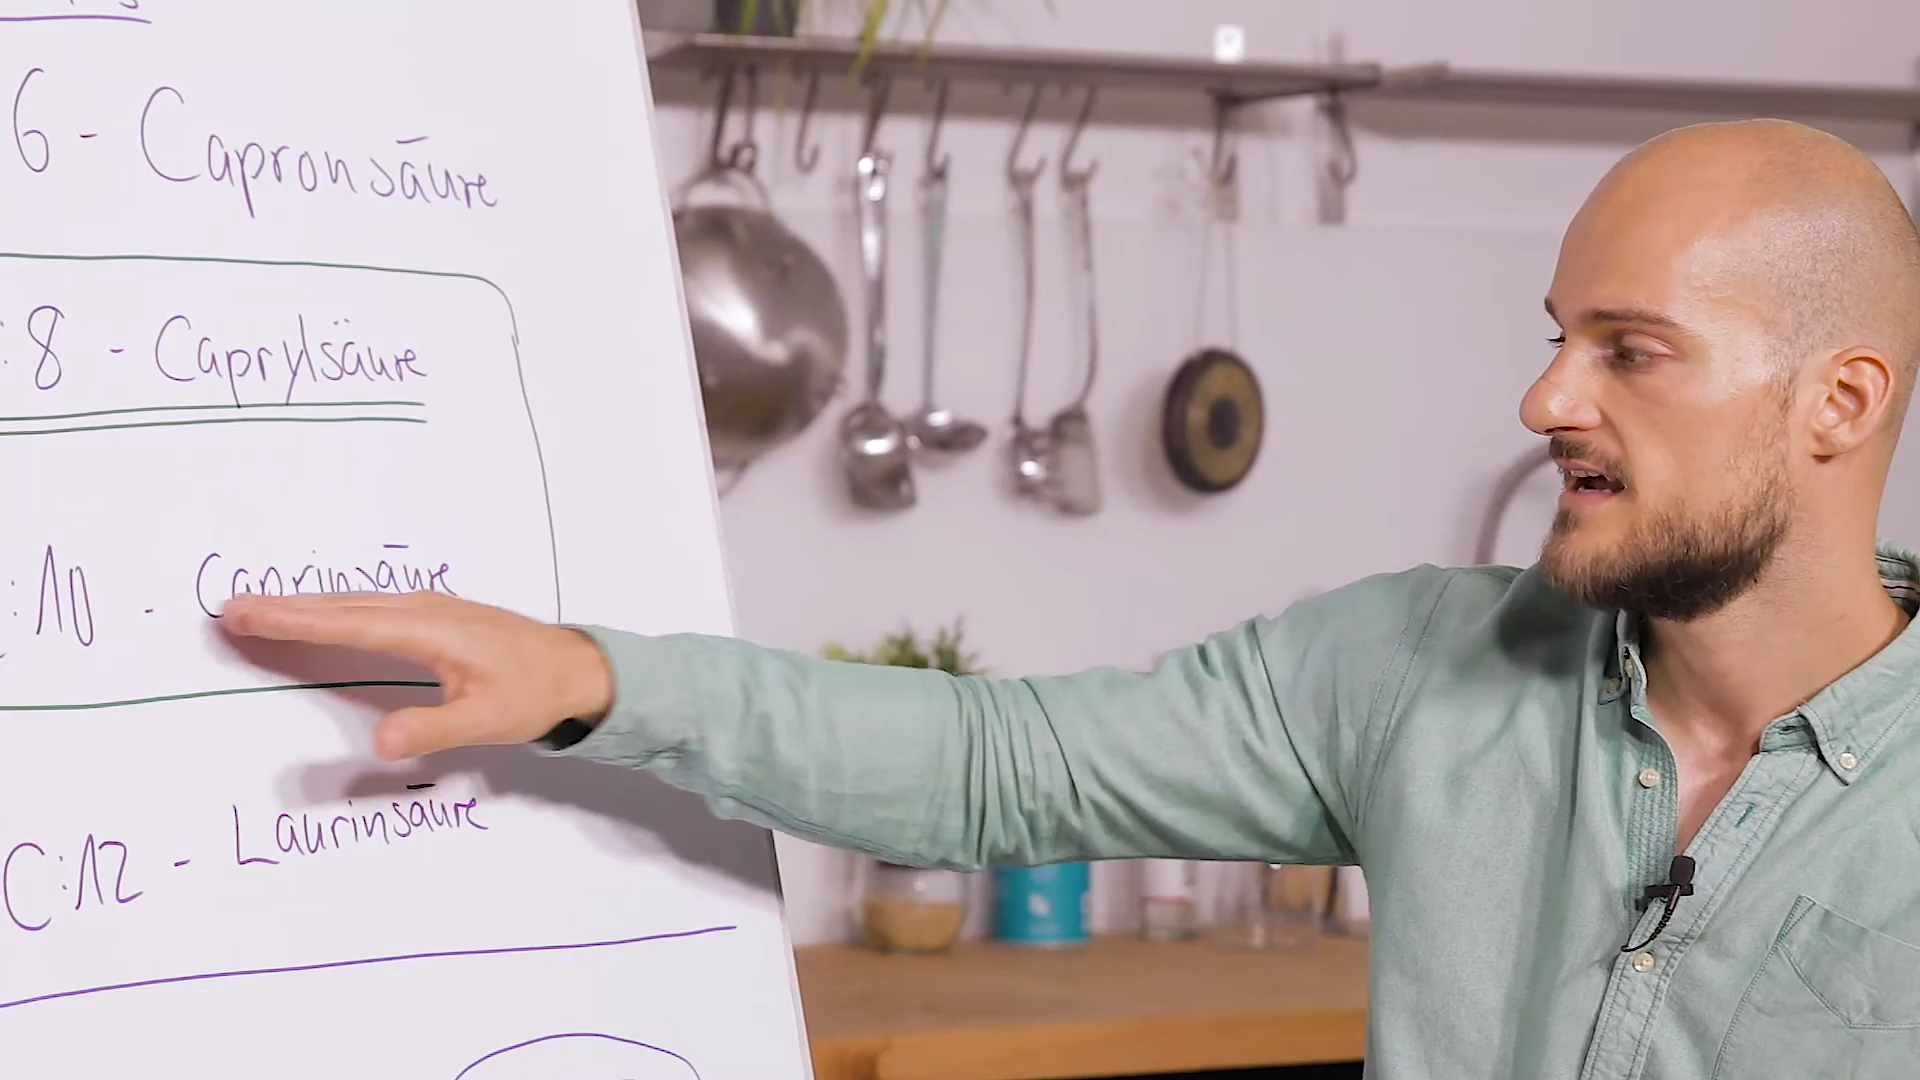 6 - Capronsäure
:8 - Caprylsäure
:10 - Caprinsäure
C:12 - Laurinsäure